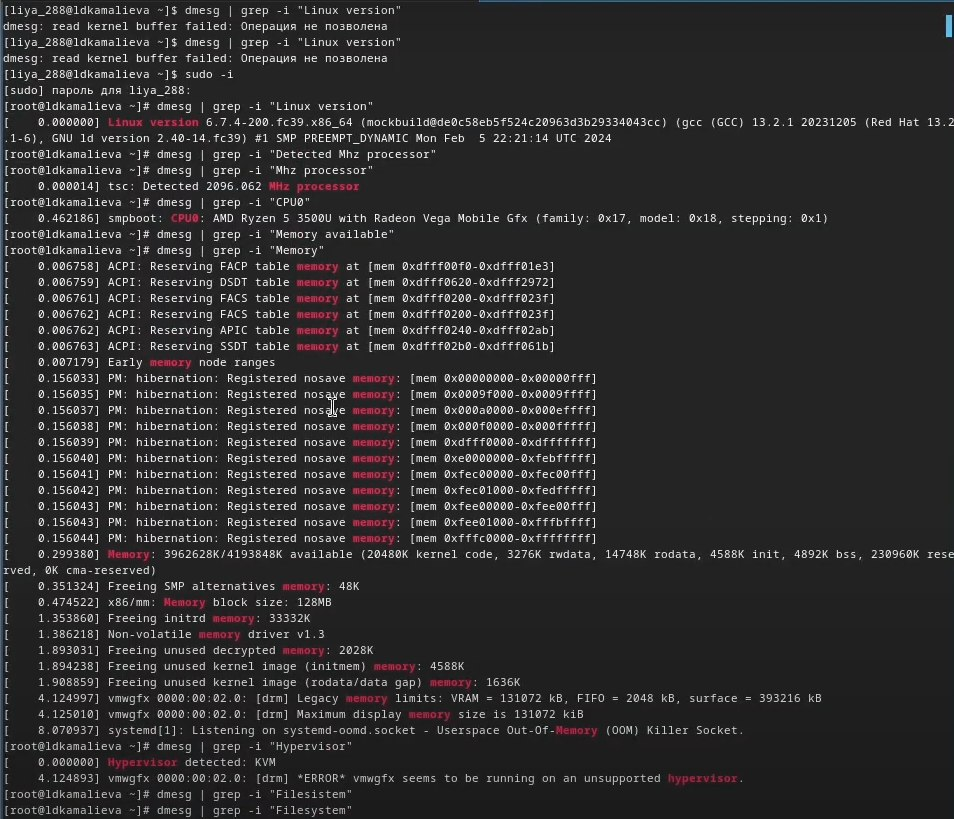 [liya_288@ldkamalieva ~]$ dmesg | grep -i "Linux version"
dmesg: read kernel buffer failed: Операция не позволена
[liya_288@ldkamalieva ~]$ dmesg | grep -i "Linux version"
dmesg: read kernel buffer failed: Операция не позволена
[liya_288@ldkamalieva ~]$ sudo -i
[sudo] пароль для liya_288:
[root@ldkamalieva ~]# dmesg | grep -i "Linux version"
[    0.000000] Linux version 6.7.4-200.fc39.x86_64 (mockbuild@de0c58eb5f524c20963d3b29334043cc) (gcc (GCC) 13.2.1 20231205 (Red Hat 13.2
.1-6), GNU ld version 2.40-14.fc39) #1 SMP PREEMPT_DYNAMIC Mon Feb  5 22:21:14 UTC 2024
[root@ldkamalieva ~]# dmesg | grep -i "Detected Mhz processor"
[root@ldkamalieva ~]# dmesg | grep -i "Mhz processor"
[    0.000014] tsc: Detected 2096.062 MHz processor
[root@ldkamalieva ~]# dmesg | grep -i "CPU0"
[    0.462186] smpboot: CPU0: AMD Ryzen 5 3500U with Radeon Vega Mobile Gfx (family: 0x17, model: 0x18, stepping: 0x1)
[root@ldkamalieva ~]# dmesg | grep -i "Memory available"
[root@ldkamalieva ~]# dmesg | grep -i "Memory"
[    0.006758] ACPI: Reserving FACP table memory at [mem 0xdfff00f0-0xdfff01e3]
[    0.006759] ACPI: Reserving DSDT table memory at [mem 0xdfff0620-0xdfff2972]
[    0.006761] ACPI: Reserving FACS table memory at [mem 0xdfff0200-0xdfff023f]
[    0.006762] ACPI: Reserving FACS table memory at [mem 0xdfff0200-0xdfff023f]
[    0.006762] ACPI: Reserving APIC table memory at [mem 0xdfff0240-0xdfff02ab]
[    0.006763] ACPI: Reserving SSDT table memory at [mem 0xdfff02b0-0xdfff061b]
[    0.007179] Early memory node ranges
[    0.156033] PM: hibernation: Registered nosave memory: [mem 0x00000000-0x00000fff]
[    0.156035] PM: hibernation: Registered nosave memory: [mem 0x0009f000-0x0009ffff]
[    0.156037] PM: hibernation: Registered nosave memory: [mem 0x000a0000-0x000effff]
[    0.156038] PM: hibernation: Registered nosave memory: [mem 0x000f0000-0x000fffff]
[    0.156039] PM: hibernation: Registered nosave memory: [mem 0xdfff0000-0xdfffffff]
[    0.156040] PM: hibernation: Registered nosave memory: [mem 0xe0000000-0xfebfffff]
[    0.156041] PM: hibernation: Registered nosave memory: [mem 0xfec00000-0xfec00fff]
[    0.156042] PM: hibernation: Registered nosave memory: [mem 0xfec01000-0xfedfffff]
[    0.156043] PM: hibernation: Registered nosave memory: [mem 0xfee00000-0xfee00fff]
[    0.156043] PM: hibernation: Registered nosave memory: [mem 0xfee01000-0xfffbffff]
[    0.156044] PM: hibernation: Registered nosave memory: [mem 0xfffc0000-0xffffffff]
[    0.299380] Memory: 3962628K/4193848K available (20480K kernel code, 3276K rwdata, 14748K rodata, 4588K init, 4892K bss, 230960K rese
rved, 0K cma-reserved)
[    0.351324] Freeing SMP alternatives memory: 48K
[    0.474522] x86/mm: Memory block size: 128MB
[    1.353860] Freeing initrd memory: 33332K
[    1.386218] Non-volatile memory driver v1.3
[    1.893031] Freeing unused decrypted memory: 2028K
[    1.894238] Freeing unused kernel image (initmem) memory: 4588K
[    1.908859] Freeing unused kernel image (rodata/data gap) memory: 1636K
[    4.124997] vmwgfx 0000:00:02.0: [drm] Legacy memory limits: VRAM = 131072 kB, FIFO = 2048 kB, surface = 393216 kB
[    4.125010] vmwgfx 0000:00:02.0: [drm] Maximum display memory size is 131072 kiB
[    8.070937] systemd[1]: Listening on systemd-oomd.socket - Userspace Out-Of-Memory (OOM) Killer Socket.
[root@ldkamalieva ~]# dmesg | grep -i "Hypervisor"
[    0.000000] Hypervisor detected: KVM
[    4.124893] vmwgfx 0000:00:02.0: [drm] *ERROR* vmwgfx seems to be running on an unsupported hypervisor.
[root@ldkamalieva ~]# dmesg | grep -i "Filesistem"
[root@ldkamalieva ~]# dmesg | grep -i "Filesystem"